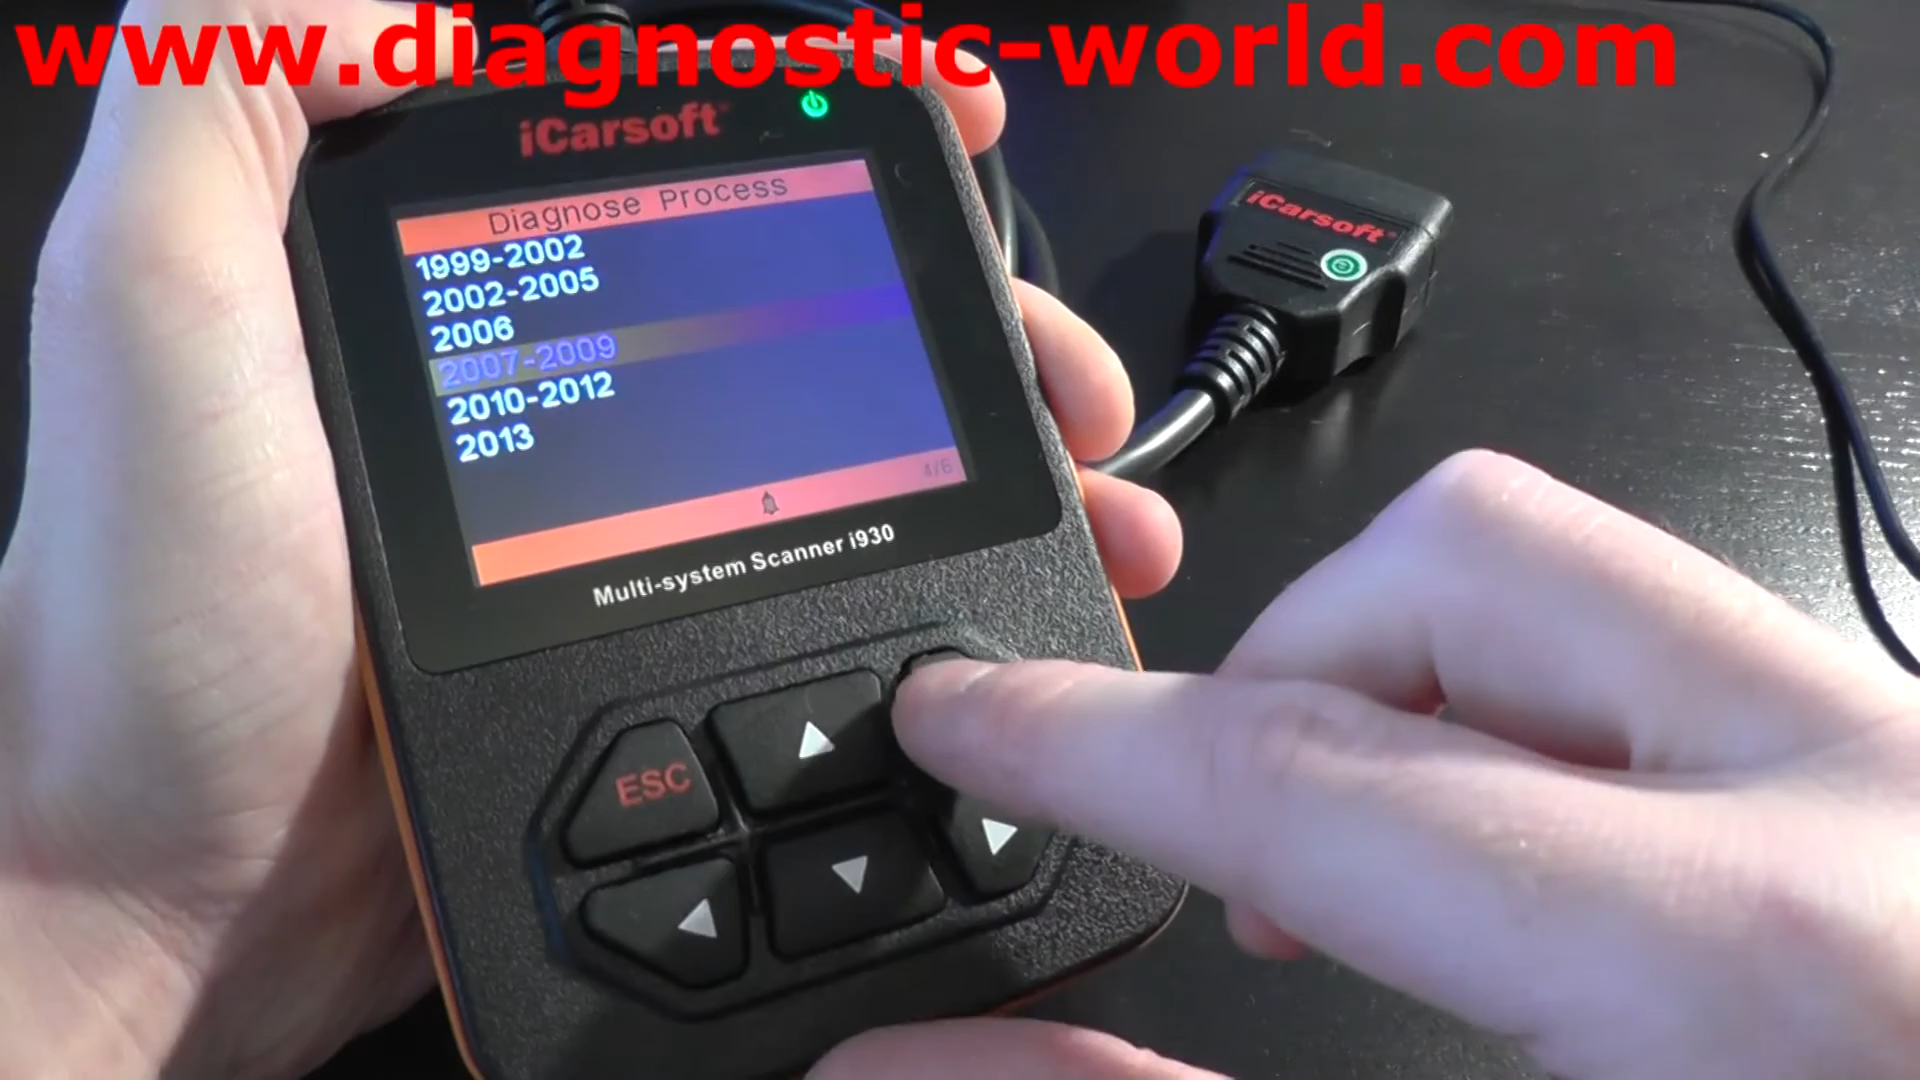 www.diagnostic-world.com
iCarsoft
Diagnose Process
1999-2002
2002-2005
2006
2007-2009
2010-2012
2013
4/6
Multi-system Scanner i930
ESC
iCarsoft